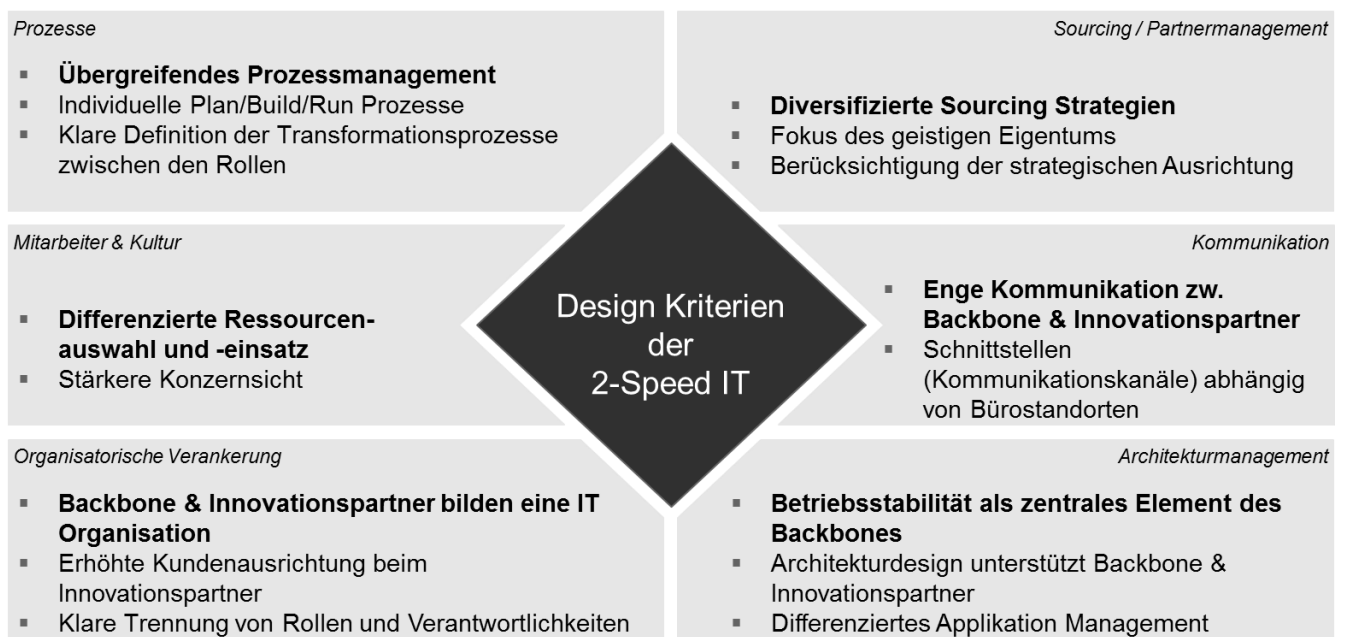 Prozesse
▪ Übergreifendes Prozessmanagement
▪ Individuelle Plan/Build/Run Prozesse
▪ Klare Definition der Transformationsprozesse
zwischen den Rollen
Sourcing / Partnermanagement
▪ Diversifizierte Sourcing Strategien
▪ Fokus des geistigen Eigentums
▪ Berücksichtigung der strategischen Ausrichtung
Mitarbeiter & Kultur
▪ Differenzierte Ressourcen-
auswahl und -einsatz
▪ Stärkere Konzernsicht
Design Kriterien
der
2-Speed IT
Kommunikation
▪ Enge Kommunikation zw.
Backbone & Innovationspartner
▪ Schnittstellen
(Kommunikationskanäle) abhängig
von Bürostandorten
Organisatorische Verankerung
▪ Backbone & Innovationspartner bilden eine IT
Organisation
▪ Erhöhte Kundenausrichtung beim
Innovationspartner
▪ Klare Trennung von Rollen und Verantwortlichkeiten
Architekturmanagement
▪ Betriebsstabilität als zentrales Element des
Backbones
▪ Architekturdesign unterstützt Backbone &
Innovationspartner
▪ Differenziertes Applikation Management